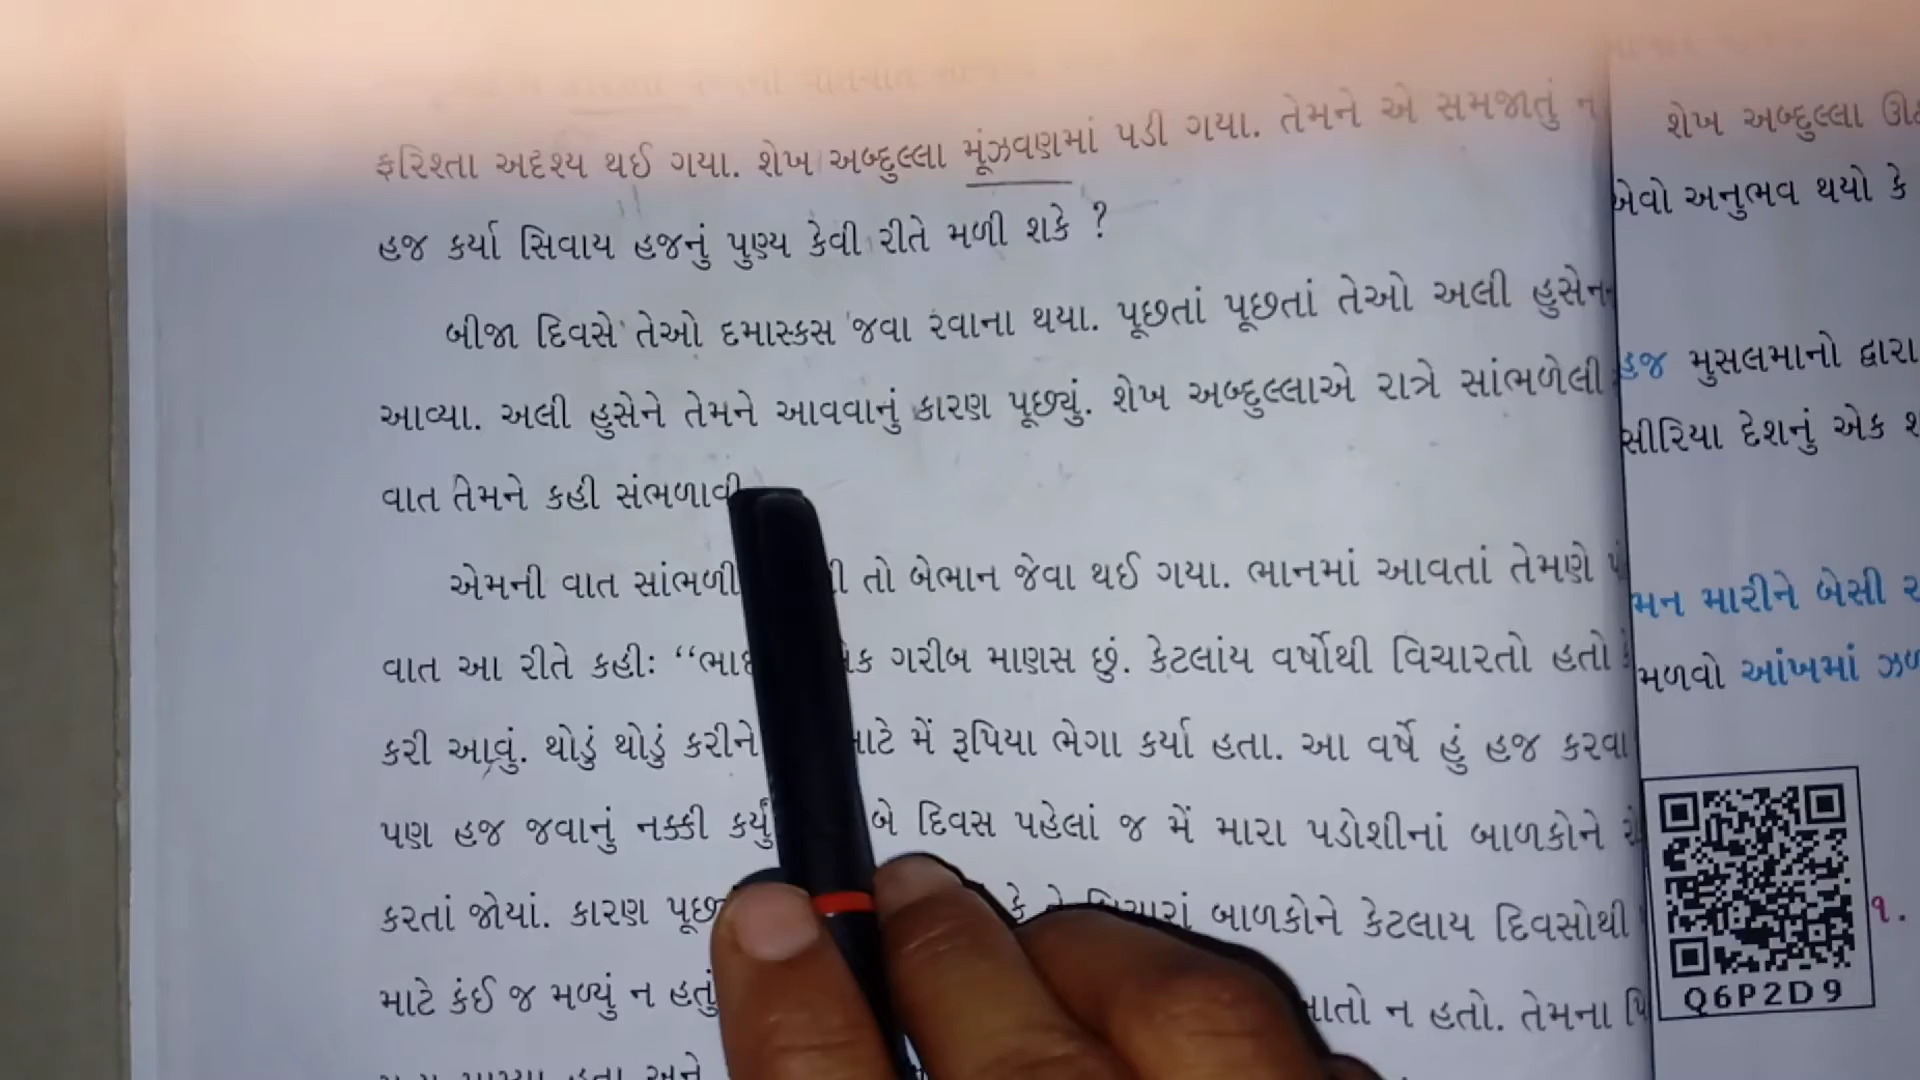 ફરિશ્તા અદૃશ્ય થઈ ગયા. શેખ અબ્દુલ્લા મૂંઝવણમાં પડી ગયા. તેમને એ સમજાતું ન
હજ કર્યા સિવાય હજનું પુણ્ય કેવી રીતે મળી શકે ?
બીજા દિવસે તેઓ દમાસ્કસ જવા રવાના થયા. પૂછતાં પૂછતાં તેઓ અલી હુસેનન
આવ્યા. અલી હુસેને તેમને આવવાનું કારણ પૂછ્યું. શેખ અબ્દુલ્લાએ રાત્રે સાંભળેલી
વાત તેમને કહી સંભળાવી
એમની વાત સાંભળી તો બેભાન જેવા થઈ ગયા. ભાનમાં આવતાં તેમણે
વાત આ રીતે કહીઃ “ ગરીબ માણસ છું. કેટલાંય વર્ષોથી વિચારતો હતો
કરી આવું. થોડું થોડું કરીને મેં રૂપિયા ભેગા કર્યા હતા. આ વર્ષે હું હજ કરવા
પણ હજ જવાનું નક્કી કર્યું બે દિવસ પહેલાં જ મેં મારા પડોશીનાં બાળકોને
કરતાં જોયાં. કારણ બાળકોને કેટલાય દિવસોથી
માટે કંઈ જ મળ્યું ન હતું ન હતો. તેમના
શેખ અબ્દુલ્લા
એવો અનુભવ થયો કે
હજ મુસલમાનો દ્વારા
સીરિયા દેશનું એક
મન મારીને બેસી
મળવો આંખમાં
Q6P2D9
૧.